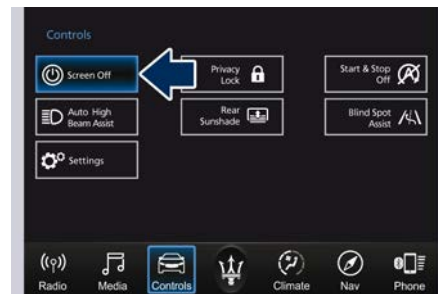 Controls
Screen Off
Privacy
Lock
Start & Stop
Off
Auto High
Beam Assist
Rear
Sunshade
Blind Spot
Assist
Settings
Radio Media Controls Climate Nav Phone